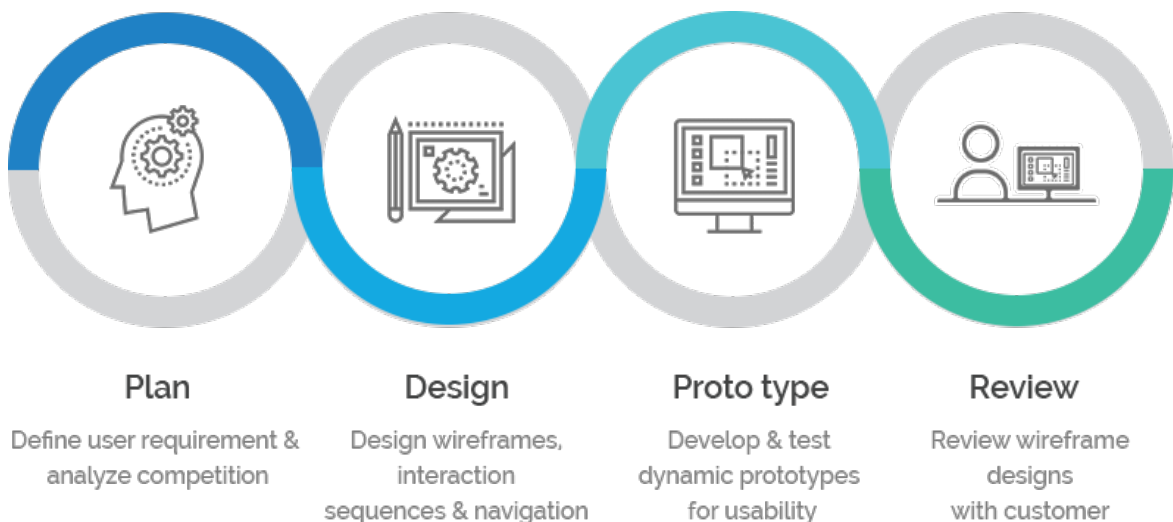 Plan
Define user requirement &
analyze competition
Design
Design wireframes,
interaction
sequences & navigation
Proto type
Develop & test
dynamic prototypes
for usability
Review
Review wireframe
designs
with customer